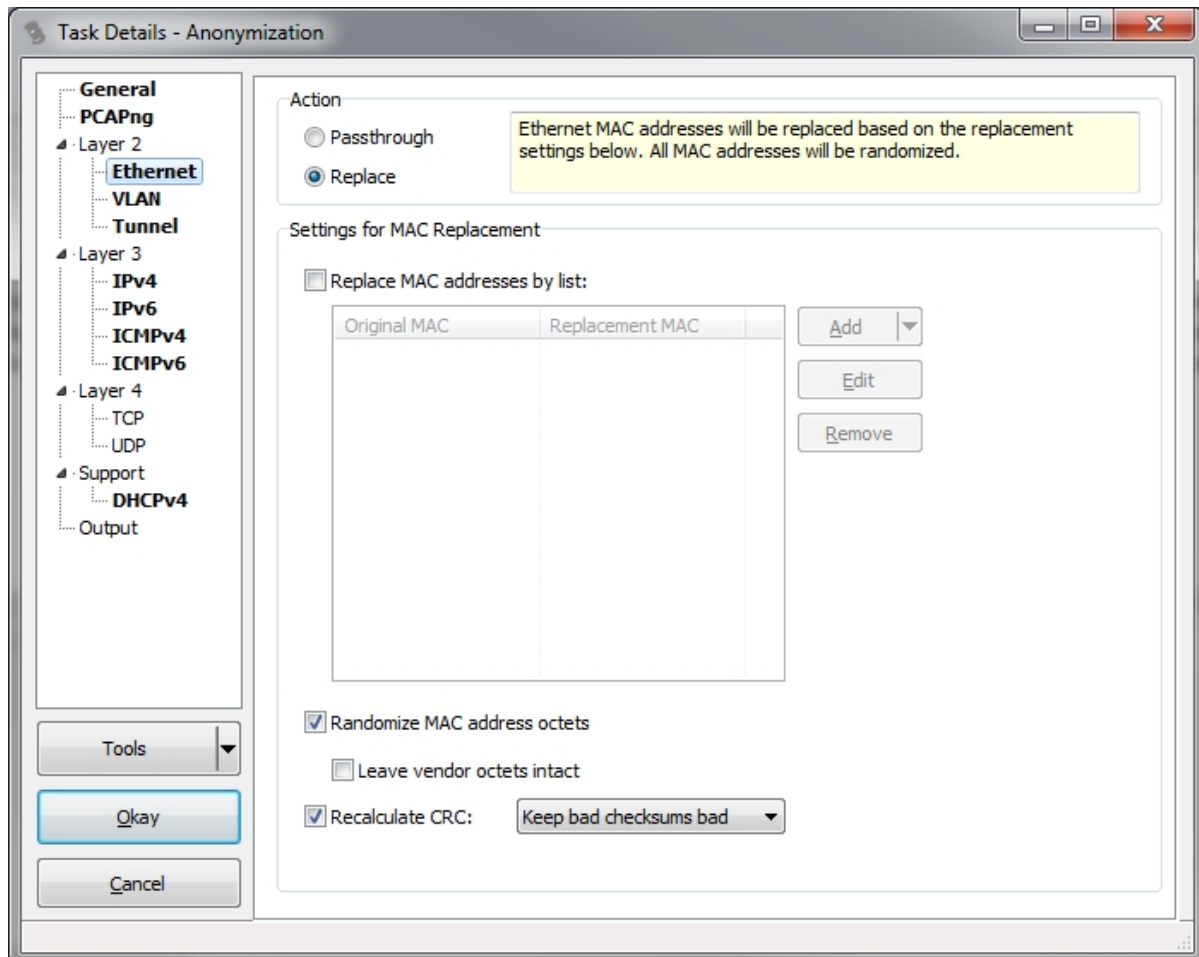 Task Details - Anonymization
General
PCAPng
Layer 2
Ethernet
VLAN
Tunnel
Layer 3
IPv4
IPv6
ICMPv4
ICMPv6
Layer 4
TCP
UDP
Support
DHCPv4
Output
Tools
Okay
Cancel
Action
Passthrough
Replace
Ethernet MAC addresses will be replaced based on the replacement
settings below. All MAC addresses will be randomized.
Settings for MAC Replacement
Replace MAC addresses by list:
Original MAC Replacement MAC
Add
Edit
Remove
Randomize MAC address octets
Leave vendor octets intact
Recalculate CRC: Keep bad checksums bad